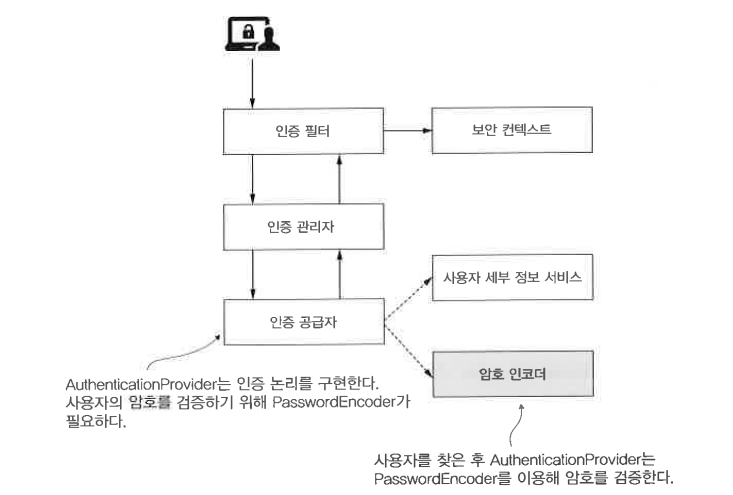 인증 필터
보안 컨텍스트
인증 관리자
사용자 세부 정보 서비스
인증 공급자
암호 인코더
AuthenticationProvider는 인증 논리를 구현한다.
사용자의 암호를 검증하기 위해 PasswordEncoder가
필요하다.
사용자를 찾은 후 AuthenticationProvider는
PasswordEncoder를 이용해 암호를 검증한다.